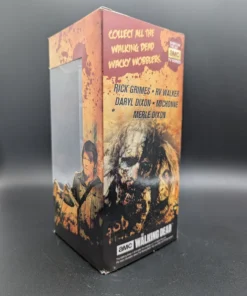 COLLECT ALL THE
WALKING DEAD
WACKY WOBBLERS.
AMC
RICK GRIMES • RV WALKER
DARYL DIXON • MICHONNE
MERLE DIXON
AMC
THE WALKING DEAD